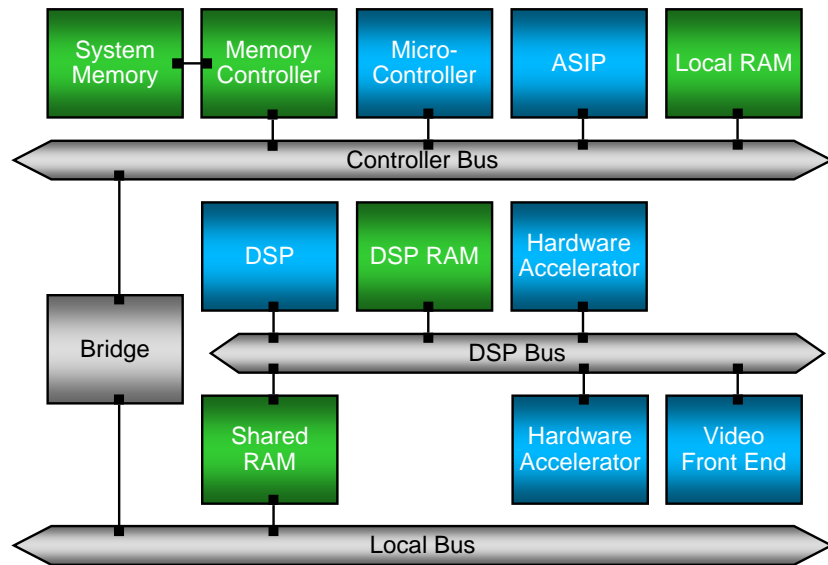 System
Memory
Memory
Controller
Micro-
Controller
ASIP
Local RAM
Controller Bus
DSP
DSP RAM
Hardware
Accelerator
Bridge
DSP Bus
Shared
RAM
Hardware
Accelerator
Video
Front End
Local Bus